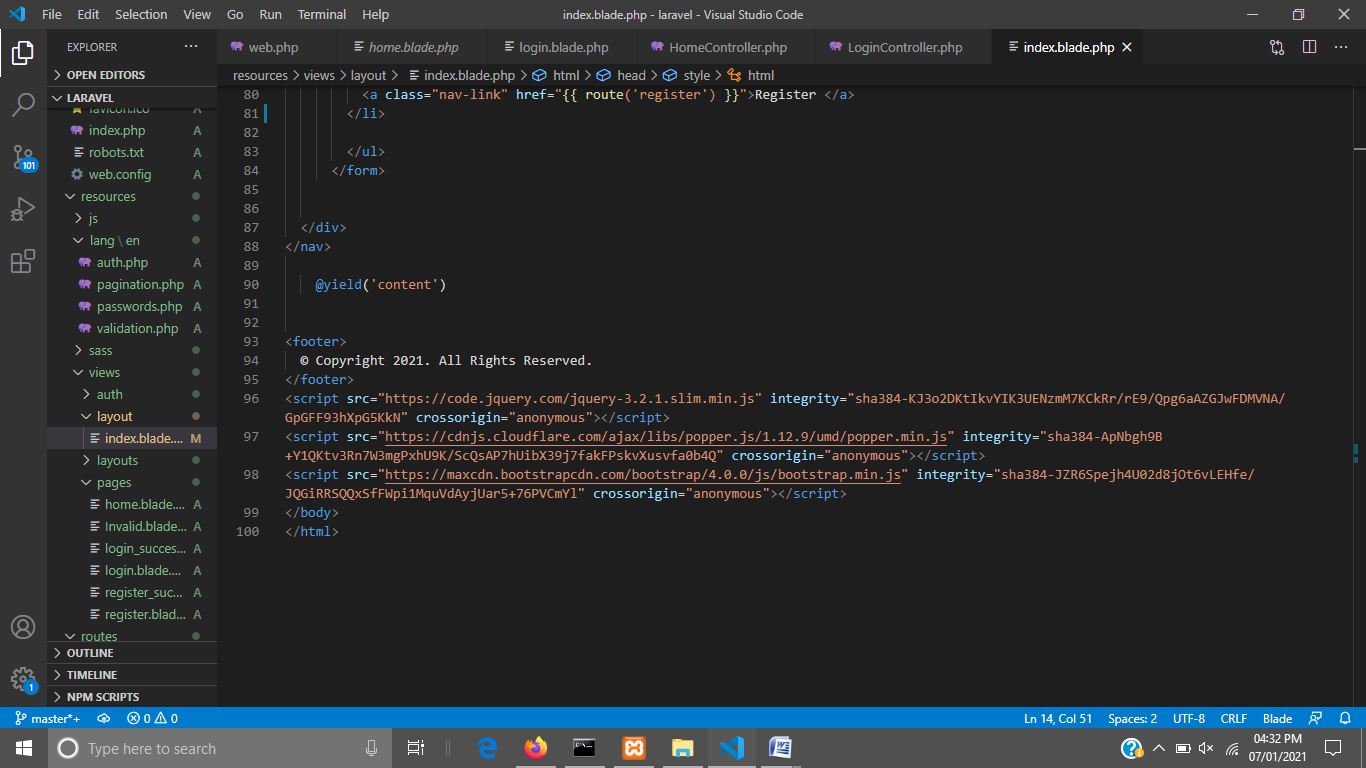 File Edit Selection View Go Run Terminal Help
index.blade.php - laravel - Visual Studio Code
EXPLORER
web.php
home.blade.php
login.blade.php
HomeController.php
LoginController.php
index.blade.php
OPEN EDITORS
resources > views > layout > index.blade.php > html > head > style > html
LARAVEL
favicon.ico A
index.php A
robots.txt A
web.config A
resources
js
lang \ en
auth.php A
pagination.php A
passwords.php A
validation.php A
sass
views
auth
layout
index.blade.... M
layouts
pages
home.blade.... A
Invalid.blade... A
login_succes... A
login.blade.... A
register_suc... A
register.blad... A
routes
OUTLINE
TIMELINE
NPM SCRIPTS
101
1
80 <a class="nav-link" href="{{ route('register') }}">Register </a>
81 </li>
82
83 </ul>
84 </form>
85
86
87 </div>
88 </nav>
89
90 @yield('content')
91
92
93 <footer>
94 © Copyright 2021. All Rights Reserved.
95 </footer>
96 <script src="https://code.jquery.com/jquery-3.2.1.slim.min.js" integrity="sha384-KJ3o2DKtIkvYIK3UENzmM7KCkRr/rE9/Qpg6aAZGJwFDMVNA/
GpGFF93hXpG5KkN" crossorigin="anonymous"></script>
97 <script src="https://cdnjs.cloudflare.com/ajax/libs/popper.js/1.12.9/umd/popper.min.js" integrity="sha384-ApNbgh9B
+Y1QKtv3Rn7W3mgPxhU9K/ScQsAP7hUibX39j7fakFPskvXusvfa0b4Q" crossorigin="anonymous"></script>
98 <script src="https://maxcdn.bootstrapcdn.com/bootstrap/4.0.0/js/bootstrap.min.js" integrity="sha384-JZR6Spejh4U02d8jOt6vLEHfe/
JQGiRRSQQxSfFWpi1MquVdAyjUar5+76PVCmYl" crossorigin="anonymous"></script>
99 </body>
100 </html>
master*+ 0 0
Ln 14, Col 51 Spaces: 2 UTF-8 CRLF Blade
Type here to search
04:32 PM
07/01/2021